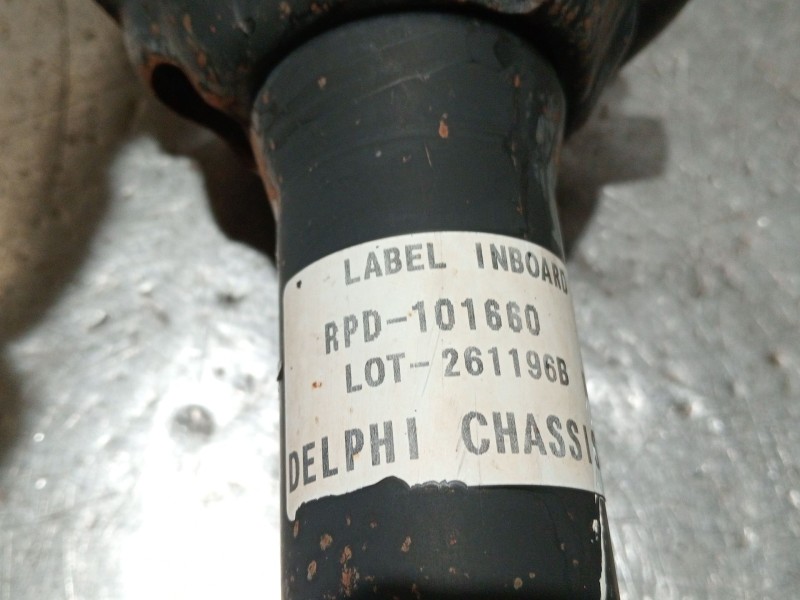 LABEL INBOARD
RPD-101660
LOT-261196B
DELPHI CHASSIS